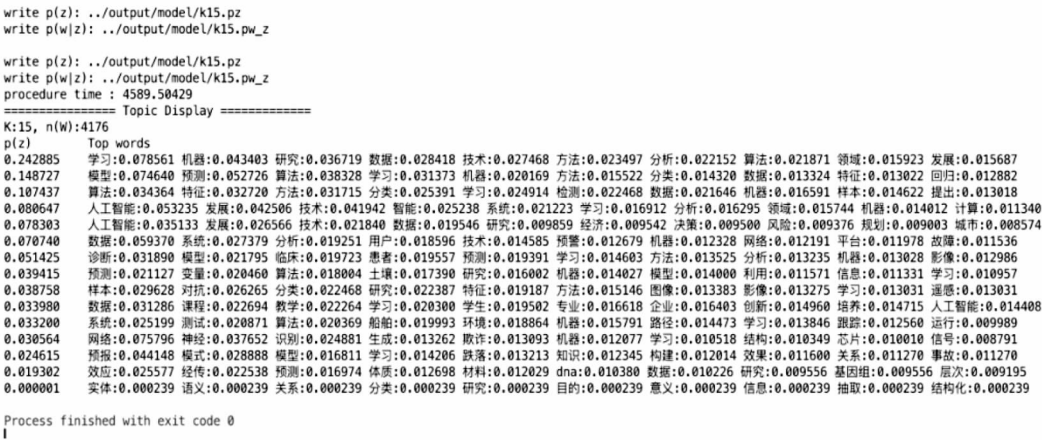 write p(z): ../output/model/k15.pz
write p(w|z): ../output/model/k15.pw_z
write p(z): ../output/model/k15.pz
write p(w|z): ../output/model/k15.pw_z
procedure time : 4589.50429
================ Topic Display =============
K:15, n(W):4176
p(z) Top words
0.242885 学习:0.078561 机器:0.043403 研究:0.036719 数据:0.028418 技术:0.027468 方法:0.023497 分析:0.022152 算法:0.021871 领域:0.015923 发展:0.015687
0.148727 模型:0.074640 预测:0.052726 算法:0.038328 学习:0.031373 机器:0.020169 方法:0.015522 分类:0.014320 数据:0.013324 特征:0.013022 回归:0.012882
0.107437 算法:0.034364 特征:0.032720 方法:0.031715 分类:0.025391 学习:0.024914 检测:0.022468 数据:0.021646 机器:0.016591 样本:0.014622 提出:0.013018
0.080647 人工智能:0.053235 发展:0.042506 技术:0.041942 智能:0.025238 系统:0.021223 学习:0.016912 分析:0.016295 领域:0.015744 机器:0.014012 计算:0.011340
0.078303 人工智能:0.035133 发展:0.026566 技术:0.021840 数据:0.019546 研究:0.009859 经济:0.009542 决策:0.009500 风险:0.009376 规划:0.009003 城市:0.008574
0.070740 数据:0.059370 系统:0.027379 分析:0.019251 用户:0.018596 技术:0.014585 预警:0.012679 机器:0.012328 网络:0.012191 平台:0.011978 故障:0.011536
0.051425 诊断:0.031890 模型:0.021795 临床:0.019723 患者:0.019557 预测:0.019391 学习:0.014603 方法:0.013525 分析:0.013235 机器:0.013028 影像:0.012986
0.039415 预测:0.021127 变量:0.020460 算法:0.018004 土壤:0.017390 研究:0.016002 机器:0.014027 模型:0.014000 利用:0.011571 信息:0.011331 学习:0.010957
0.038758 样本:0.029628 对抗:0.026265 分类:0.022468 研究:0.022387 特征:0.019187 方法:0.015146 图像:0.013383 影像:0.013275 学习:0.013031 遥感:0.013031
0.033980 数据:0.031286 课程:0.022694 教学:0.022264 学习:0.020300 学生:0.019502 专业:0.016618 企业:0.016403 创新:0.014960 培养:0.014715 人工智能:0.014408
0.033200 系统:0.025199 测试:0.020871 算法:0.020369 船舶:0.019993 环境:0.018864 机器:0.015791 路径:0.014473 学习:0.013846 跟踪:0.012560 运行:0.009989
0.030564 网络:0.075796 神经:0.037652 识别:0.024881 生成:0.013262 欺诈:0.013093 机器:0.012077 学习:0.010518 结构:0.010349 芯片:0.010010 信号:0.008791
0.024615 预报:0.044148 模式:0.028888 模型:0.016811 学习:0.014206 跌落:0.013213 知识:0.012345 构建:0.012014 效果:0.011600 关系:0.011270 事故:0.011270
0.019302 效应:0.025577 经传:0.022538 预测:0.016974 体质:0.012698 材料:0.012029 dna:0.010380 数据:0.010226 研究:0.009556 基因组:0.009556 层次:0.009195
0.000001 实体:0.000239 语义:0.000239 关系:0.000239 分类:0.000239 研究:0.000239 目的:0.000239 意义:0.000239 信息:0.000239 抽取:0.000239 结构化:0.000239
Process finished with exit code 0